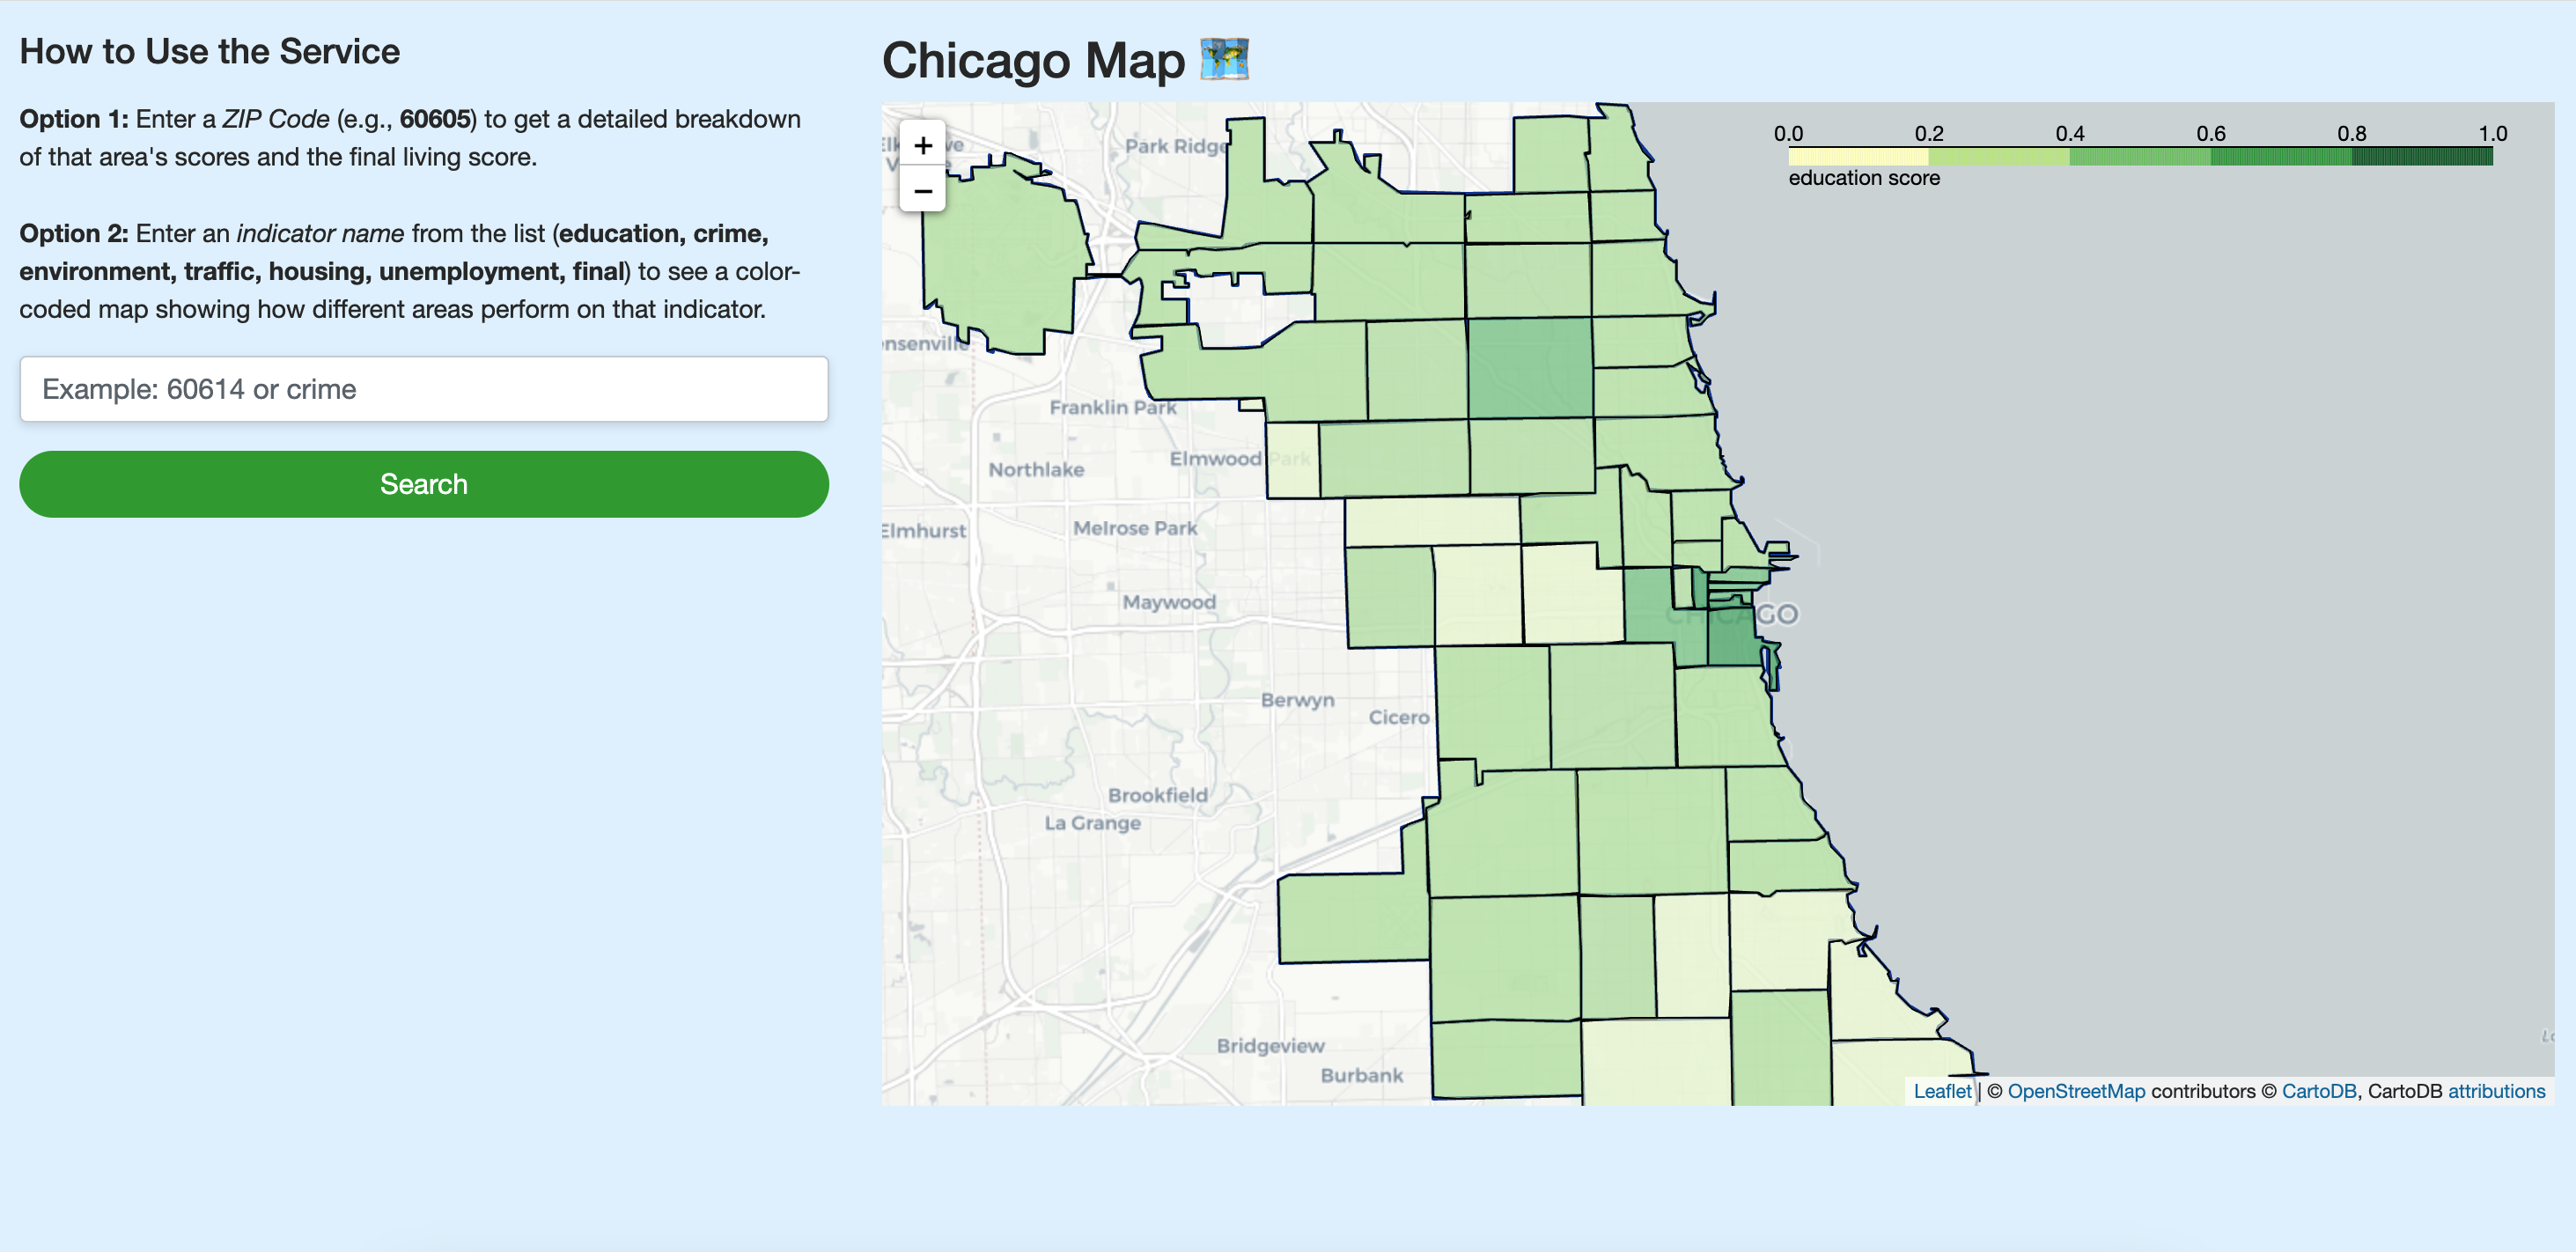 How to Use the Service
Option 1: Enter a ZIP Code (e.g., 60605) to get a detailed breakdown
of that area's scores and the final living score.
Option 2: Enter an indicator name from the list (education, crime,
environment, traffic, housing, unemployment, final) to see a color-
coded map showing how different areas perform on that indicator.
Example: 60614 or crime
Search
Chicago Map
+
−
0.0 0.2 0.4 0.6 0.8 1.0
education score
Park Ridge
ensenville
Franklin Park
Elmwood Park
Northlake
Elmhurst
Melrose Park
Maywood
CHICAGO
Berwyn
Cicero
Brookfield
La Grange
Bridgeview
Burbank
Leaflet | © OpenStreetMap contributors © CartoDB, CartoDB attributions